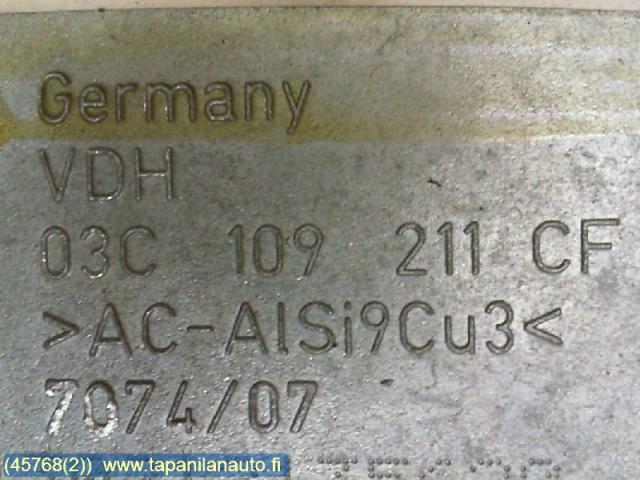 Germany
VDH
03C 109 211 CF
>AC-AlSi9Cu3<
7074/07
(45768(2)) www.tapanilanauto.fi